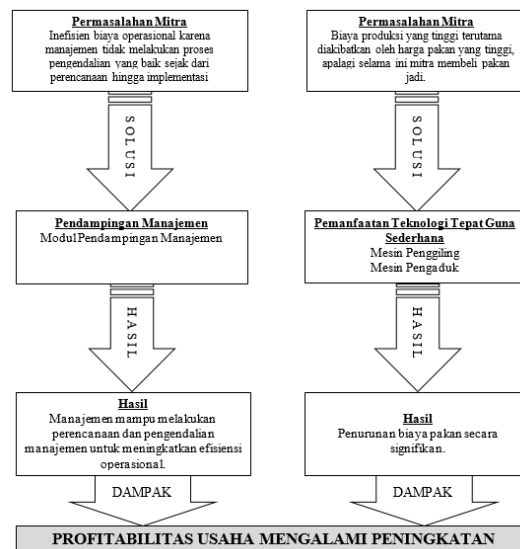 Permasalahan Mitra
Inefisien biaya operasional karena
manajemen tidak melakukan proses
pengendalian yang baik sejak dari
perencanaan hingga implementasi
SOLUSI
Pendampingan Manajemen
Modul Pendampingan Manajemen
HASIL
Hasil
Manajemen mampu melakukan
perencanaan dan pengendalian
manajemen untuk meningkatkan efisiensi
operasional.
DAMPAK
Permasalahan Mitra
Biaya produksi yang tinggi terutama
diakibatkan oleh harga pakan yang tinggi,
apalagi selama ini mitra membeli pakan
jadi.
SOLUSI
Pemanfaatan Teknologi Tepat Guna
Sederhana
Mesin Penggiling
Mesin Pengaduk
HASIL
Hasil
Penurunan biaya pakan secara
signifikan.
DAMPAK
PROFITABILITAS USAHA MENGALAMI PENINGKATAN